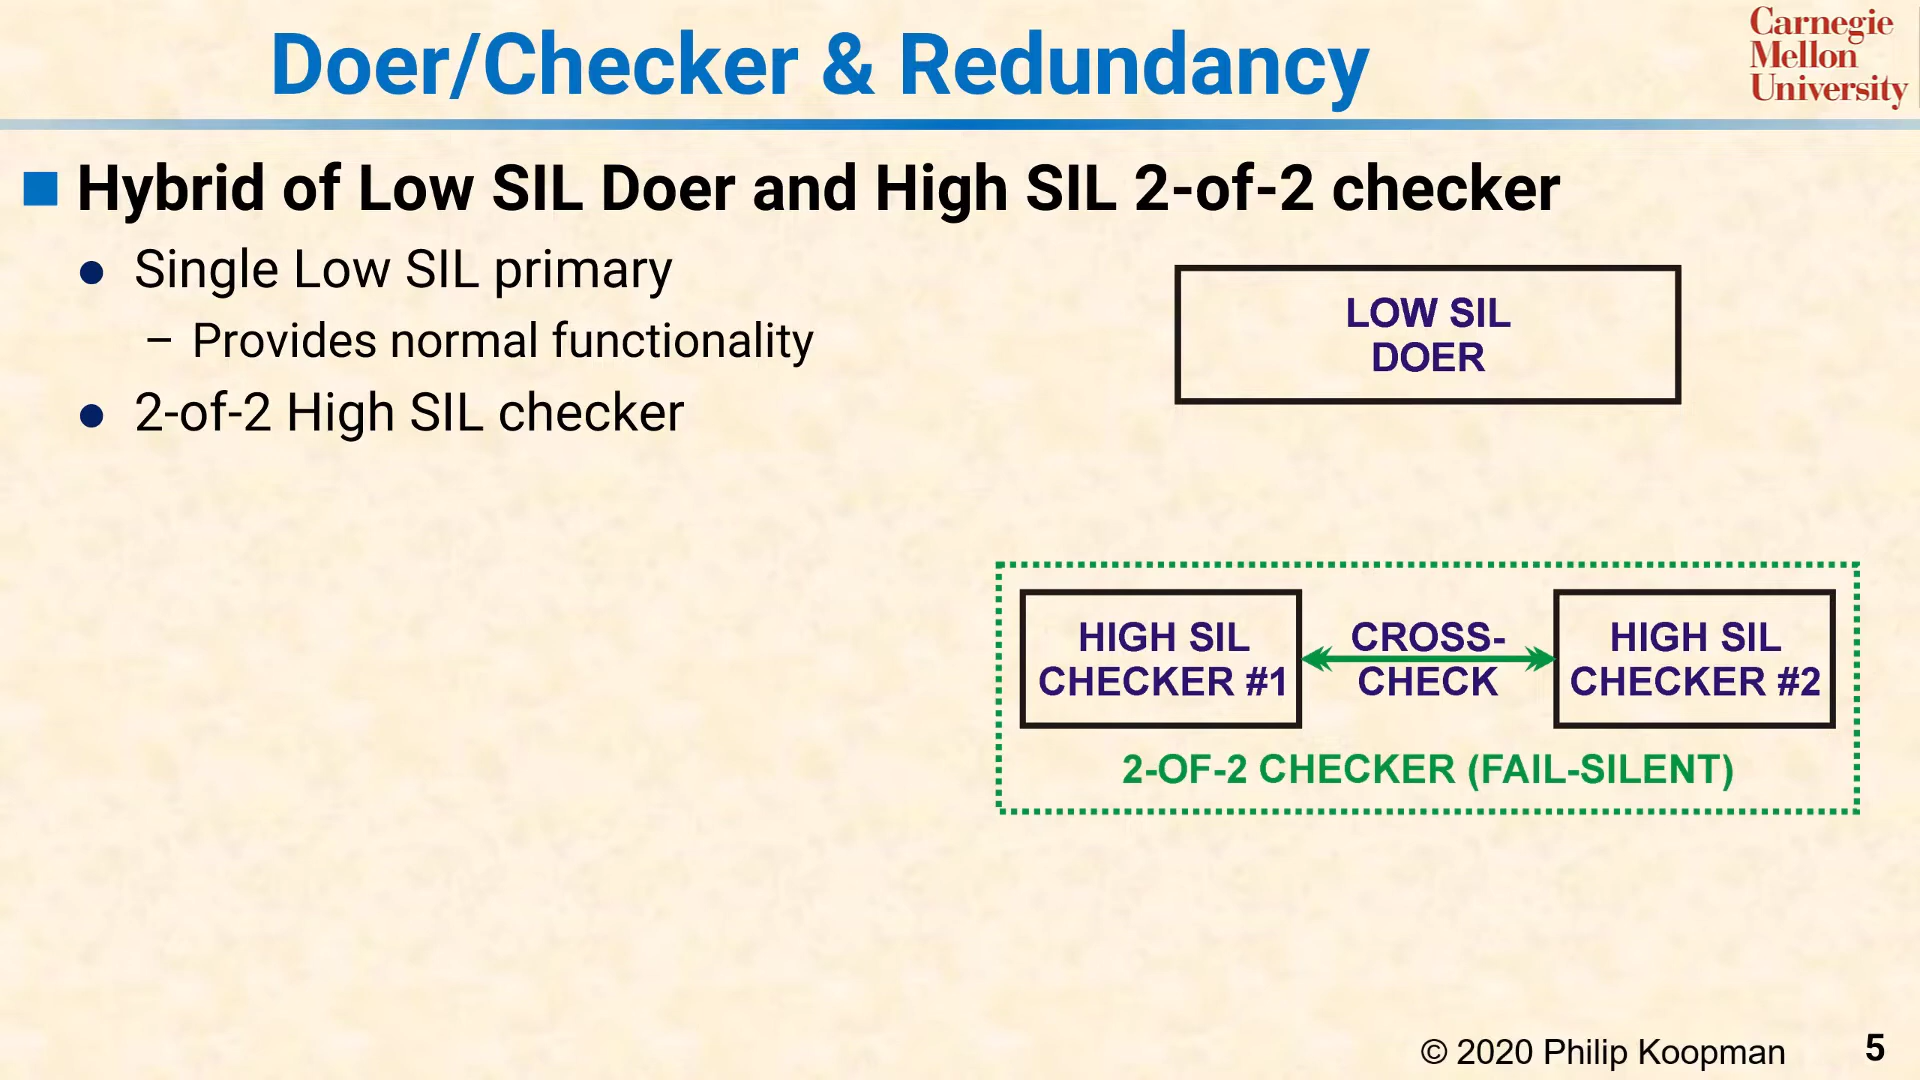 Doer/Checker & Redundancy
Carnegie
Mellon
University
Hybrid of Low SIL Doer and High SIL 2-of-2 checker
Single Low SIL primary
– Provides normal functionality
2-of-2 High SIL checker
LOW SIL
DOER
HIGH SIL
CHECKER #1
CROSS-
CHECK
HIGH SIL
CHECKER #2
2-OF-2 CHECKER (FAIL-SILENT)
© 2020 Philip Koopman
5